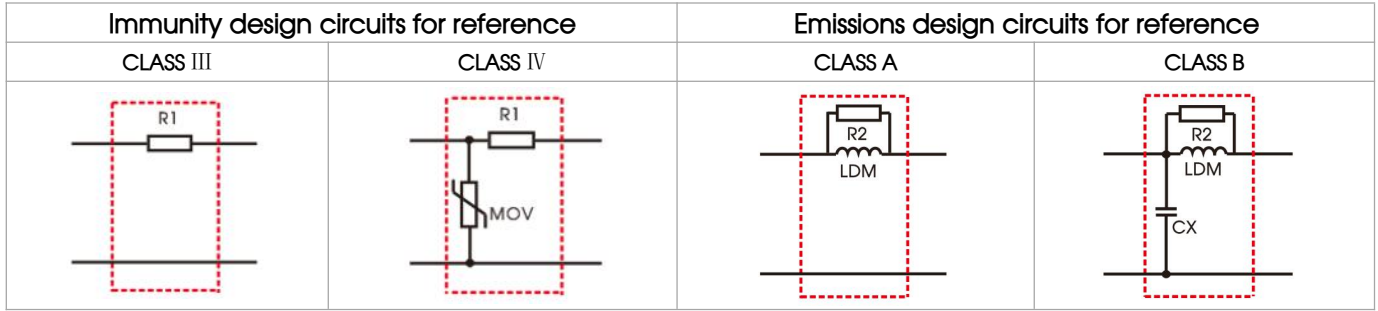 Immunity design circuits for reference
Emissions design circuits for reference
CLASS Ⅲ
CLASS Ⅳ
CLASS A
CLASS B
R1
R1
MOV
R2
LDM
R2
LDM
CX